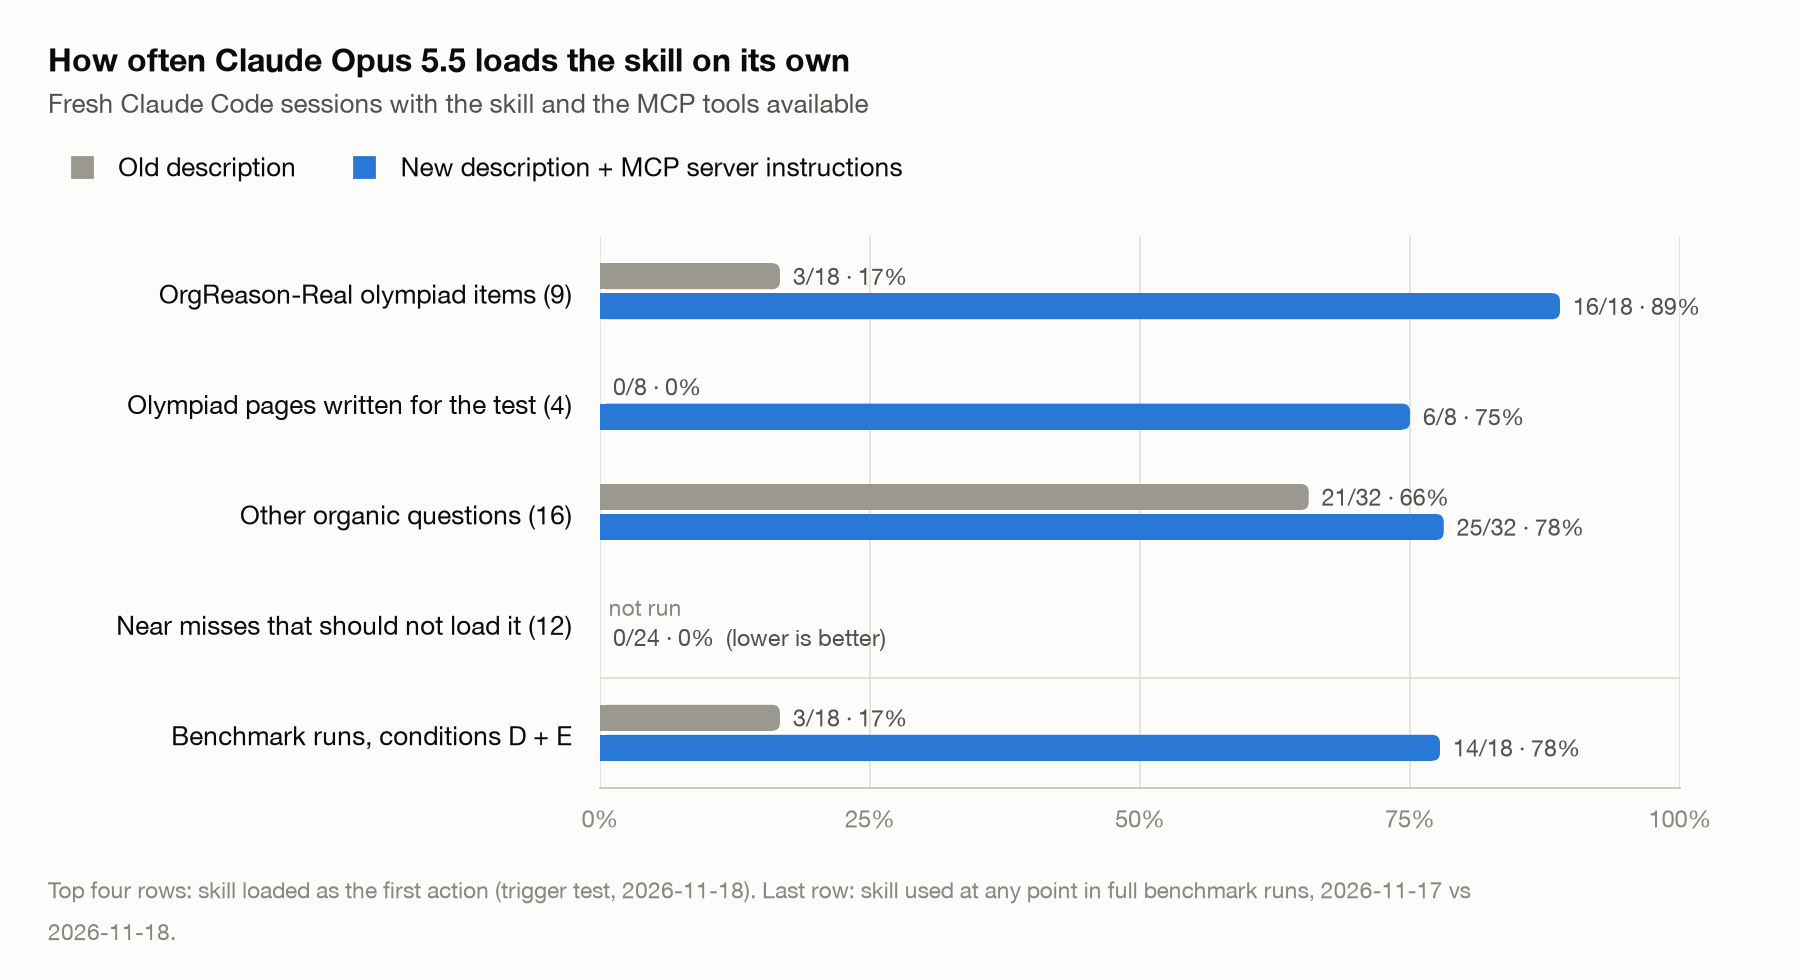 How often Claude Opus 5.5 loads the skill on its own
Fresh Claude Code sessions with the skill and the MCP tools available
Old description
New description + MCP server instructions
OrgReason-Real olympiad items (9)
3/18 · 17%
16/18 · 89%
Olympiad pages written for the test (4)
0/8 · 0%
6/8 · 75%
Other organic questions (16)
21/32 · 66%
25/32 · 78%
Near misses that should not load it (12)
not run
0/24 · 0% (lower is better)
Benchmark runs, conditions D + E
3/18 · 17%
14/18 · 78%
0%
25%
50%
75%
100%
Top four rows: skill loaded as the first action (trigger test, 2026-11-18). Last row: skill used at any point in full benchmark runs, 2026-11-17 vs
2026-11-18.